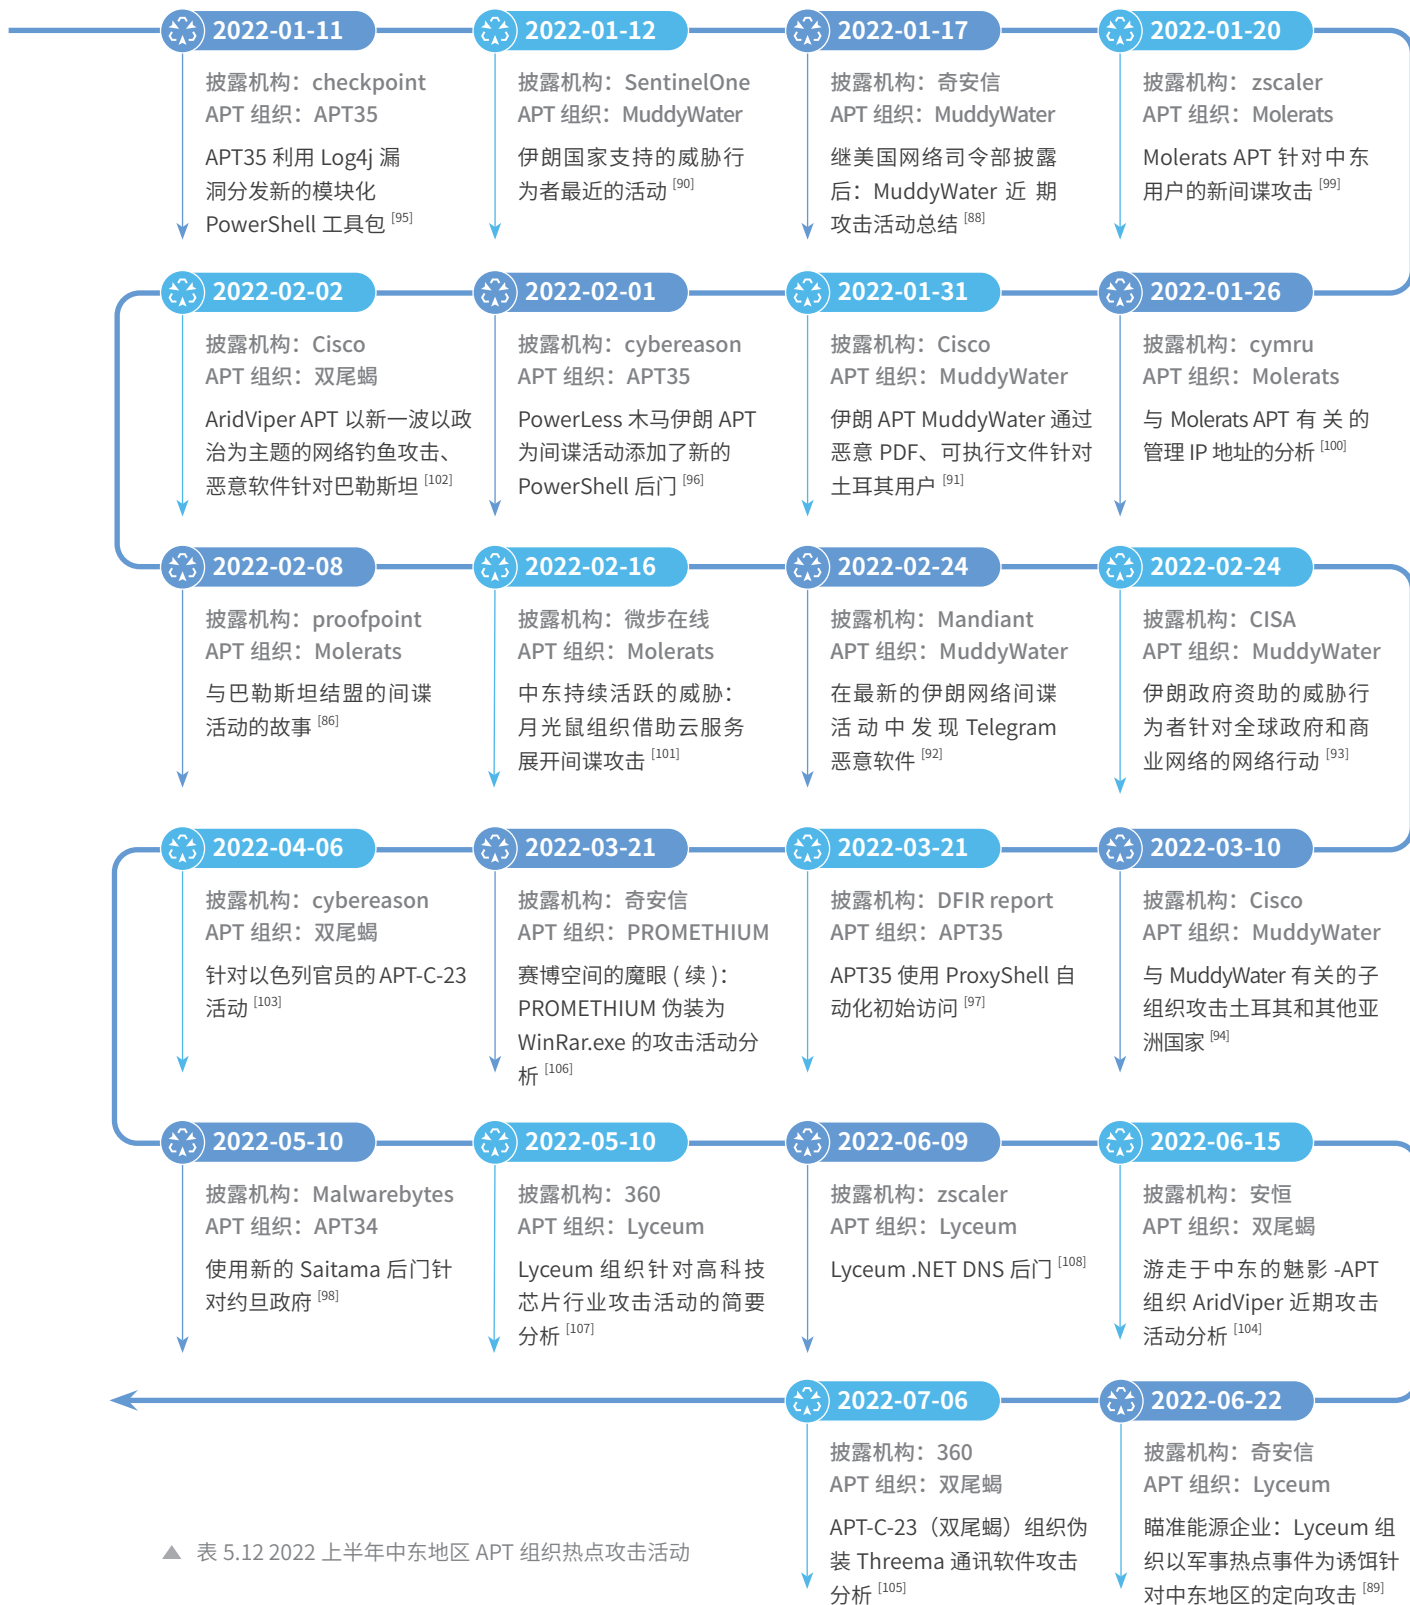 2022-01-11
披露机构：checkpoint
APT 组织：APT35
APT35 利用 Log4j 漏
洞分发新的模块化
PowerShell 工具包 [95]
2022-01-12
披露机构：SentinelOne
APT 组织：MuddyWater
伊朗国家支持的威胁行
为者最近的活动 [90]
2022-01-17
披露机构：奇安信
APT 组织：MuddyWater
继美国网络司令部披露
后：MuddyWater 近 期
攻击活动总结 [88]
2022-01-20
披露机构：zscaler
APT 组织：Molerats
Molerats APT 针对中东
用户的新间谍攻击 [99]
2022-01-26
披露机构：cymru
APT 组织：Molerats
与 Molerats APT 有 关 的
管理 IP 地址的分析 [100]
2022-01-31
披露机构：Cisco
APT 组织：MuddyWater
伊朗 APT MuddyWater 通过
恶意 PDF、可执行文件针对
土耳其用户 [91]
2022-02-01
披露机构：cybereason
APT 组织：APT35
PowerLess 木马伊朗 APT
为间谍活动添加了新的
PowerShell 后门 [96]
2022-02-02
披露机构：Cisco
APT 组织：双尾蝎
AridViper APT 以新一波以政
治为主题的网络钓鱼攻击、
恶意软件针对巴勒斯坦 [102]
2022-02-08
披露机构：proofpoint
APT 组织：Molerats
与巴勒斯坦结盟的间谍
活动的故事 [86]
2022-02-16
披露机构：微步在线
APT 组织：Molerats
中东持续活跃的威胁：
月光鼠组织借助云服务
展开间谍攻击 [101]
2022-02-24
披露机构：Mandiant
APT 组织：MuddyWater
在最新的伊朗网络间谍
活 动 中 发 现 Telegram
恶意软件 [92]
2022-02-24
披露机构：CISA
APT 组织：MuddyWater
伊朗政府资助的威胁行
为者针对全球政府和商
业网络的网络行动 [93]
2022-03-10
披露机构：Cisco
APT 组织：MuddyWater
与 MuddyWater 有关的子
组织攻击土耳其和其他亚
洲国家 [94]
2022-03-21
披露机构：DFIR report
APT 组织：APT35
APT35 使用 ProxyShell 自
动化初始访问 [97]
2022-03-21
披露机构：奇安信
APT 组织：PROMETHIUM
赛博空间的魔眼 ( 续 )：
PROMETHIUM 伪装为
WinRar.exe 的攻击活动分
析 [106]
2022-04-06
披露机构：cybereason
APT 组织：双尾蝎
针对以色列官员的 APT-C-23
活动 [103]
2022-05-10
披露机构：Malwarebytes
APT 组织：APT34
使用新的 Saitama 后门针
对约旦政府 [98]
2022-05-10
披露机构：360
APT 组织：Lyceum
Lyceum 组织针对高科技
芯片行业攻击活动的简要
分析 [107]
2022-06-09
披露机构：zscaler
APT 组织：Lyceum
Lyceum .NET DNS 后门 [108]
2022-06-15
披露机构：安恒
APT 组织：双尾蝎
游走于中东的魅影 -APT
组织 AridViper 近期攻击
活动分析 [104]
2022-06-22
披露机构：奇安信
APT 组织：Lyceum
瞄准能源企业：Lyceum 组
织以军事热点事件为诱饵针
对中东地区的定向攻击 [89]
2022-07-06
披露机构：360
APT 组织：双尾蝎
APT-C-23（双尾蝎）组织伪
装 Threema 通讯软件攻击
分析 [105]
▲ 表 5.12 2022 上半年中东地区 APT 组织热点攻击活动